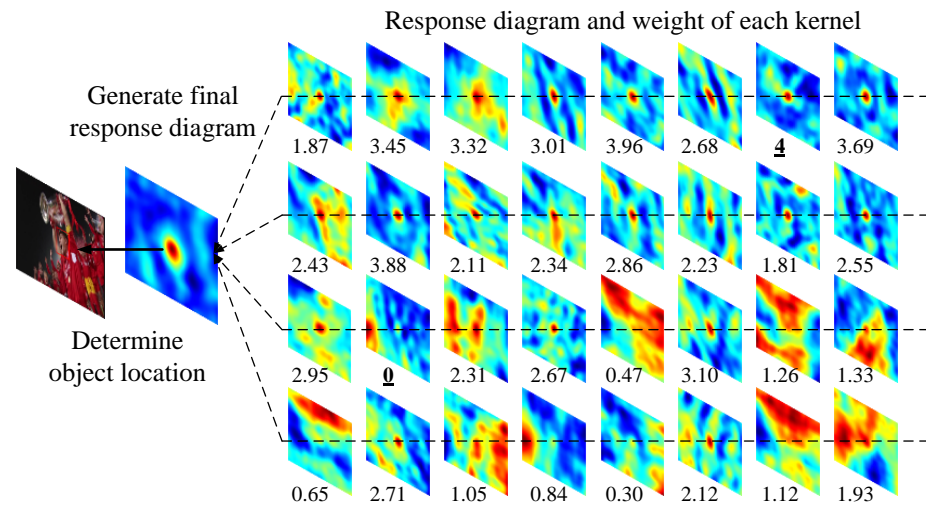 Response diagram and weight of each kernel
Generate final
response diagram
1.87 3.45 3.32 3.01 3.96 2.68 4 3.69
2.43 3.88 2.11 2.34 2.86 2.23 1.81 2.55
Determine
object location
2.95 0 2.31 2.67 0.47 3.10 1.26 1.33
0.65 2.71 1.05 0.84 0.30 2.12 1.12 1.93